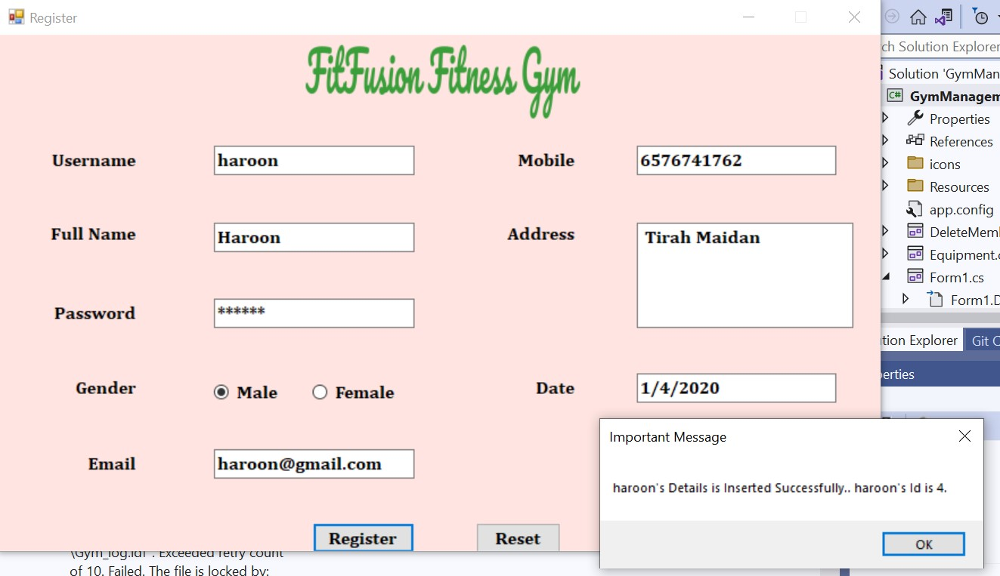 Register
FitFusion Fitness Gym
Username
haroon
Mobile
6576741762
Full Name
Haroon
Address
Tirah Maidan
Password
******
Gender
Male
Female
Date
1/4/2020
Email
haroon@gmail.com
Register
Reset
Important Message
haroon's Details is Inserted Successfully.. haroon's Id is 4.
OK
ch Solution Explorer
Solution 'GymMan
C#
GymManagem
Properties
References
icons
Resources
app.config
DeleteMem
Equipment.c
Form1.cs
Form1.D
tion Explorer
Git C
erties
\Gym_log.ldf". Exceeded retry count
of 10. Failed. The file is locked by: